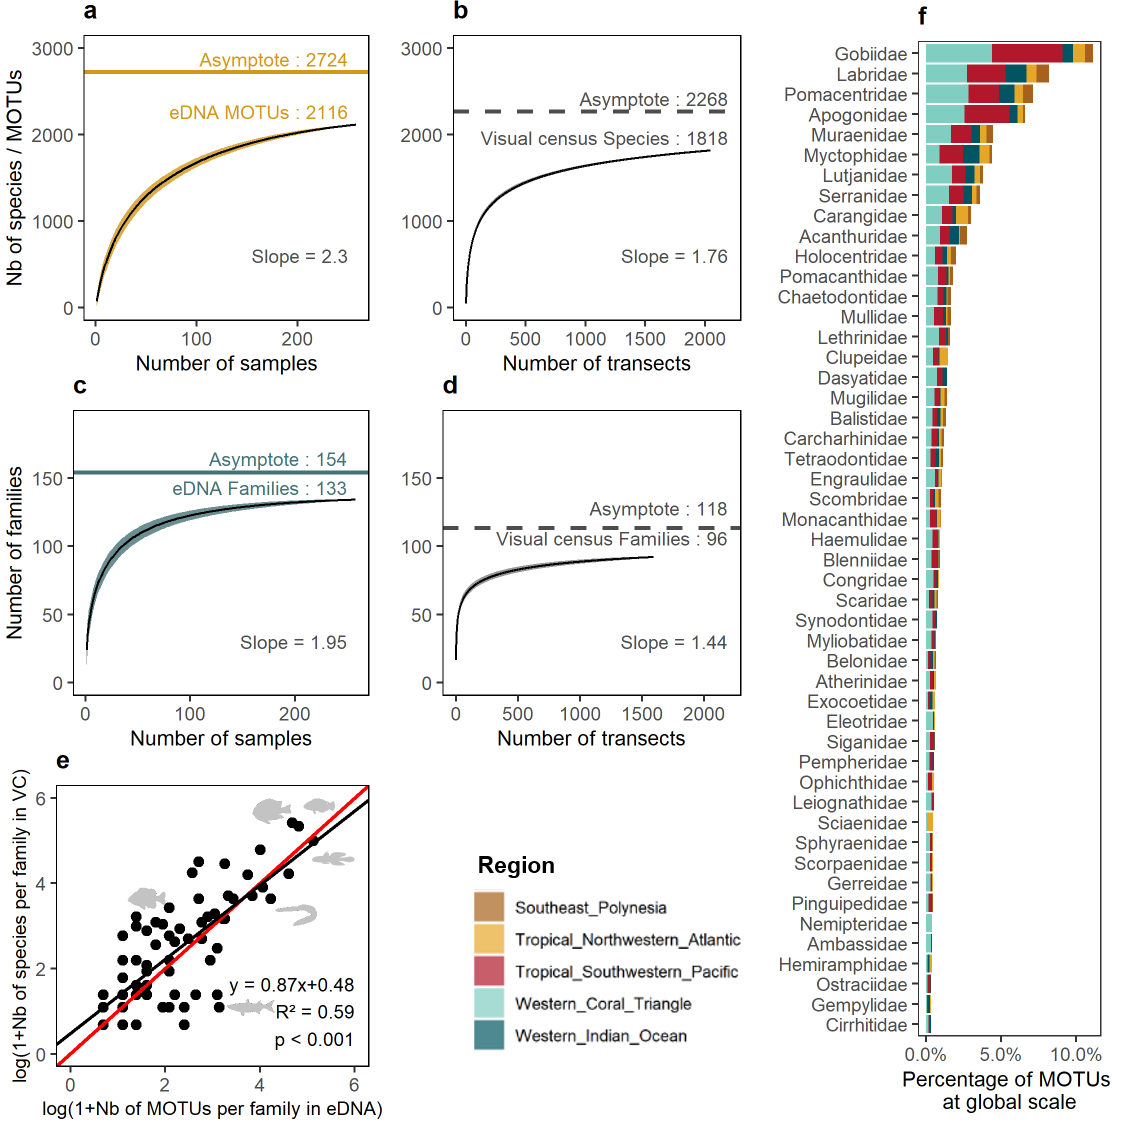 a
Nb of species / MOTUs
3000
2000
1000
0
Asymptote : 2724
eDNA MOTUs : 2116
Slope = 2.3
0
100
200
Number of samples
b
3000
2000
1000
0
Asymptote : 2268
Visual census Species : 1818
Slope = 1.76
0
500
1000
1500
2000
Number of transects
c
Number of families
150
100
50
0
Asymptote : 154
eDNA Families : 133
Slope = 1.95
0
100
200
Number of samples
d
150
100
50
0
Asymptote : 118
Visual census Families : 96
Slope = 1.44
0
500
1000
1500
2000
Number of transects
e
log(1+Nb of species per family in VC)
6
4
2
0
y = 0.87x+0.48
R² = 0.59
p < 0.001
0
2
4
6
log(1+Nb of MOTUs per family in eDNA)
Region
Southeast_Polynesia
Tropical_Northwestern_Atlantic
Tropical_Southwestern_Pacific
Western_Coral_Triangle
Western_Indian_Ocean
f
Gobiidae
Labridae
Pomacentridae
Apogonidae
Muraenidae
Myctophidae
Lutjanidae
Serranidae
Carangidae
Acanthuridae
Holocentridae
Pomacanthidae
Chaetodontidae
Mullidae
Lethrinidae
Clupeidae
Dasyatidae
Mugilidae
Balistidae
Carcharhinidae
Tetraodontidae
Engraulidae
Scombridae
Monacanthidae
Haemulidae
Blenniidae
Congridae
Scaridae
Synodontidae
Myliobatidae
Belonidae
Atherinidae
Exocoetidae
Eleotridae
Siganidae
Pempheridae
Ophichthidae
Leiognathidae
Sciaenidae
Sphyraenidae
Scorpaenidae
Gerreidae
Pinguipedidae
Nemipteridae
Ambassidae
Hemiramphidae
Ostraciidae
Gempylidae
Cirrhitidae
0.0%
5.0%
10.0%
Percentage of MOTUs
at global scale